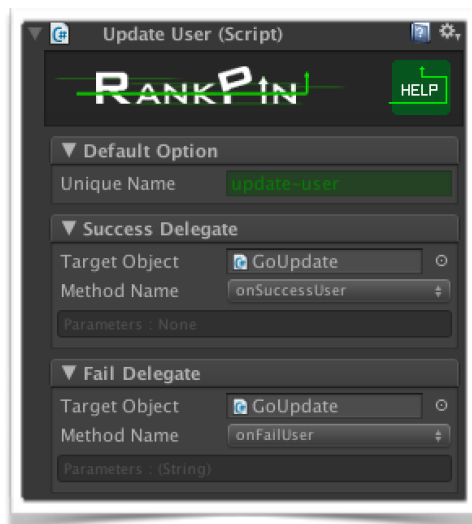 Update User (Script)
RANKPIN
HELP
Default Option
Unique Name update-user
Success Delegate
Target Object GoUpdate
Method Name onSuccessUser
Parameters : None
Fail Delegate
Target Object GoUpdate
Method Name onFailUser
Parameters : (String)